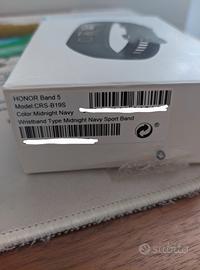 HONOR Band 5
Model:CRS-B19S
Color:Midnight Navy
Wristband Type:Midnight Navy Sport Band
subito